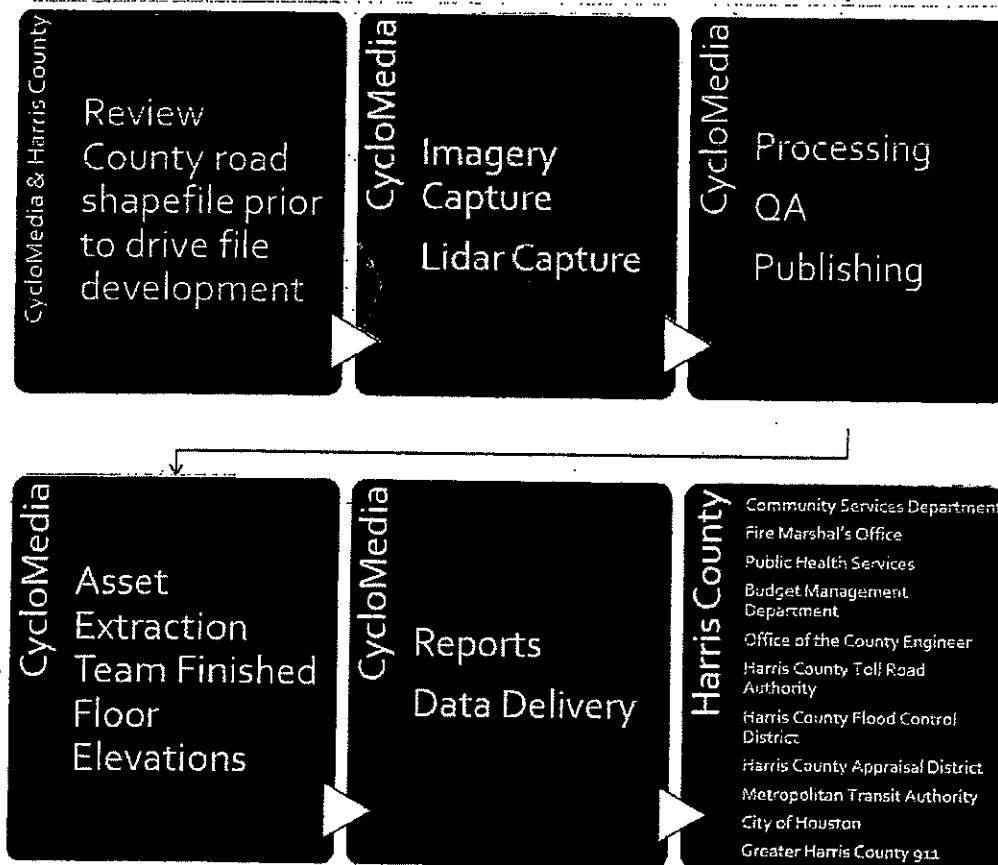 CycloMedia & Harris County
Review
County road
shapefile prior
to drive file
development
CycloMedia
Imagery
Capture
Lidar Capture
CycloMedia
Processing
QA
Publishing
CycloMedia
Asset
Extraction
Team Finished
Floor
Elevations
CycloMedia
Reports
Data Delivery
Harris County
Community Services Department
Fire Marshal's Office
Public Health Services
Budget Management
Department
Office of the County Engineer
Harris County Toll Road
Authority
Harris County Flood Control
District
Harris County Appraisal District
Metropolitan Transit Authority
City of Houston
Greater Harris County 911